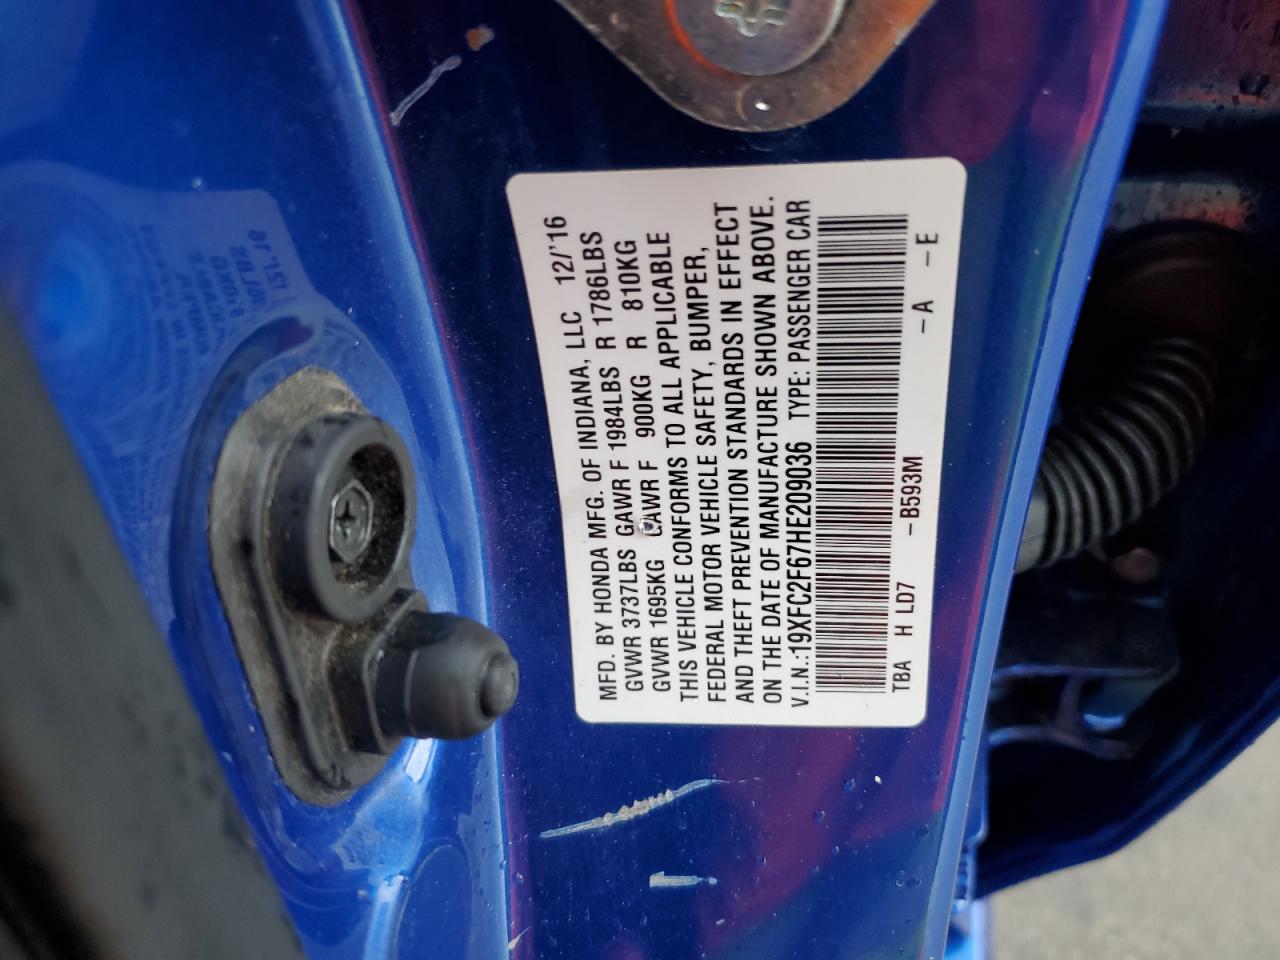 MFD. BY HONDA MFG. OF INDIANA, LLC 12/'16
GVWR 3737LBS GAWR F 1984LBS R 1786LBS
GVWR 1695KG GAWR F 900KG R 810KG
THIS VEHICLE CONFORMS TO ALL APPLICABLE
FEDERAL MOTOR VEHICLE SAFETY, BUMPER,
AND THEFT PREVENTION STANDARDS IN EFFECT
ON THE DATE OF MANUFACTURE SHOWN ABOVE.
V.I.N.:19XFC2F67HE209036 TYPE: PASSENGER CAR
TBA H LD7 -B593M -A -E